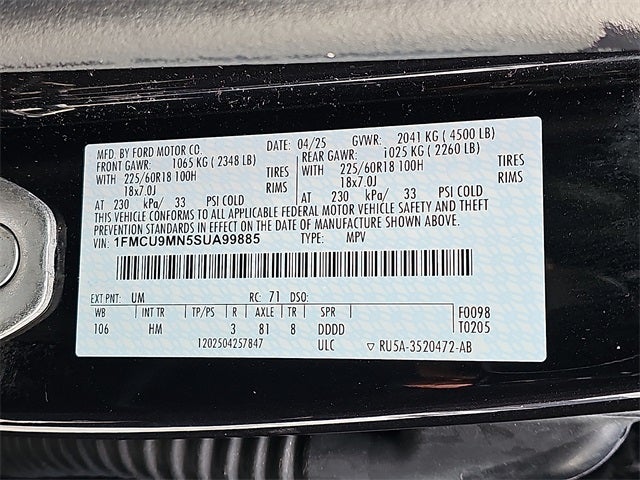 MFD. BY FORD MOTOR CO. DATE: 04/25 GVWR: 2041 KG ( 4500 LB)
FRONT GAWR: 1065 KG ( 2348 LB) REAR GAWR: 1025 KG ( 2260 LB)
WITH 225/60R18 100H TIRES WITH 225/60R18 100H TIRES
18x7.0J RIMS 18x7.0J RIMS
AT 230 kPa/ 33 PSI COLD AT 230 kPa/ 33 PSI COLD
THIS VEHICLE CONFORMS TO ALL APPLICABLE FEDERAL MOTOR VEHICLE SAFETY AND THEFT
PREVENTION STANDARDS IN EFFECT ON THE DATE OF MANUFACTURE SHOWN ABOVE.
VIN: 1FMCU9MN5SUA99885 TYPE: MPV
EXT PNT: UM RC: 71 DSO:
WB INT TR TP/PS R AXLE TR SPR F0098
106 HM 3 81 8 DDDD T0205
1202504257847 ULC ▽ RU5A-3520472-AB